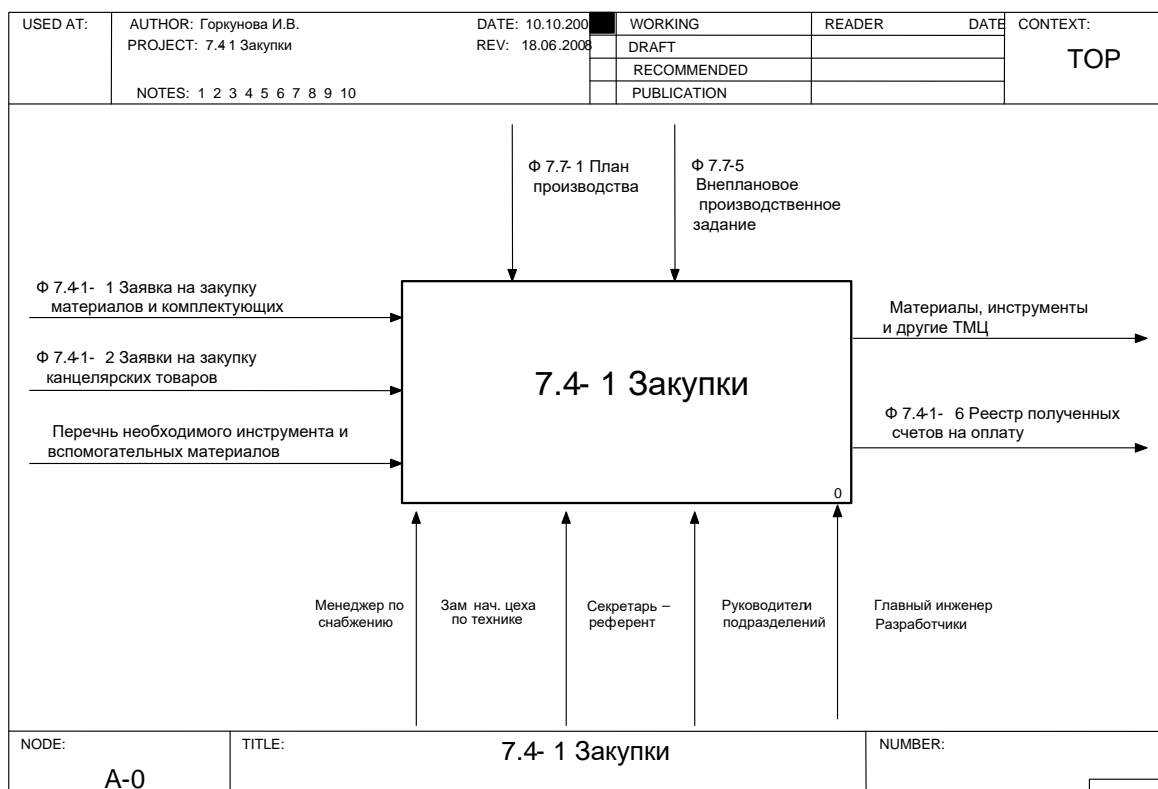 USED AT:
AUTHOR: Горкунова И.В.
DATE: 10.10.200
WORKING
READER
DATE
CONTEXT:
PROJECT: 7.4 1 Закупки
REV: 18.06.2008
DRAFT
TOP
RECOMMENDED
NOTES: 1 2 3 4 5 6 7 8 9 10
PUBLICATION
Ф 7.7- 1 План
производства
Ф 7.7-5
Внеплановое
производственное
задание
Ф 7.4-1- 1 Заявка на закупку
материалов и комплектующих
Ф 7.4-1- 2 Заявки на закупку
канцелярских товаров
Перечнь необходимого инструмента и
вспомогательных материалов
7.4- 1 Закупки
0
Материалы, инструменты
и другие ТМЦ
Ф 7.4-1- 6 Реестр полученных
счетов на оплату
Менеджер по
снабжению
Зам нач. цеха
по технике
Секретарь –
референт
Руководители
подразделений
Главный инженер
Разработчики
NODE:
A-0
TITLE:
7.4- 1 Закупки
NUMBER: